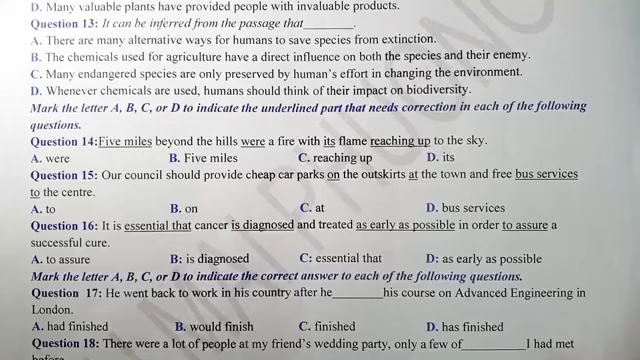 D. Many valuable plants have provided people with invaluable products.
Question 13: It can be inferred from the passage that________.
A. There are many alternative ways for humans to save species from extinction.
B. The chemicals used for agriculture have a direct influence on both the species and their enemy.
C. Many endangered species are only preserved by human's effort in changing the environment.
D. Whenever chemicals are used, humans should think of their impact on biodiversity.
Mark the letter A, B, C, or D to indicate the underlined part that needs correction in each of the following
questions.
Question 14:Five miles beyond the hills were a fire with its flame reaching up to the sky.
A. were B. Five miles C. reaching up D. its
Question 15: Our council should provide cheap car parks on the outskirts at the town and free bus services
to the centre.
A. to B. on C. at D. bus services
Question 16: It is essential that cancer is diagnosed and treated as early as possible in order to assure a
successful cure.
A. to assure B: is diagnosed C: essential that D: as early as possible
Mark the letter A, B, C, or D to indicate the correct answer to each of the following questions.
Question 17: He went back to work in his country after he________his course on Advanced Engineering in
London.
A. had finished B. would finish C. finished D. has finished
Question 18: There were a lot of people at my friend's wedding party, only a few of________I had met
before.